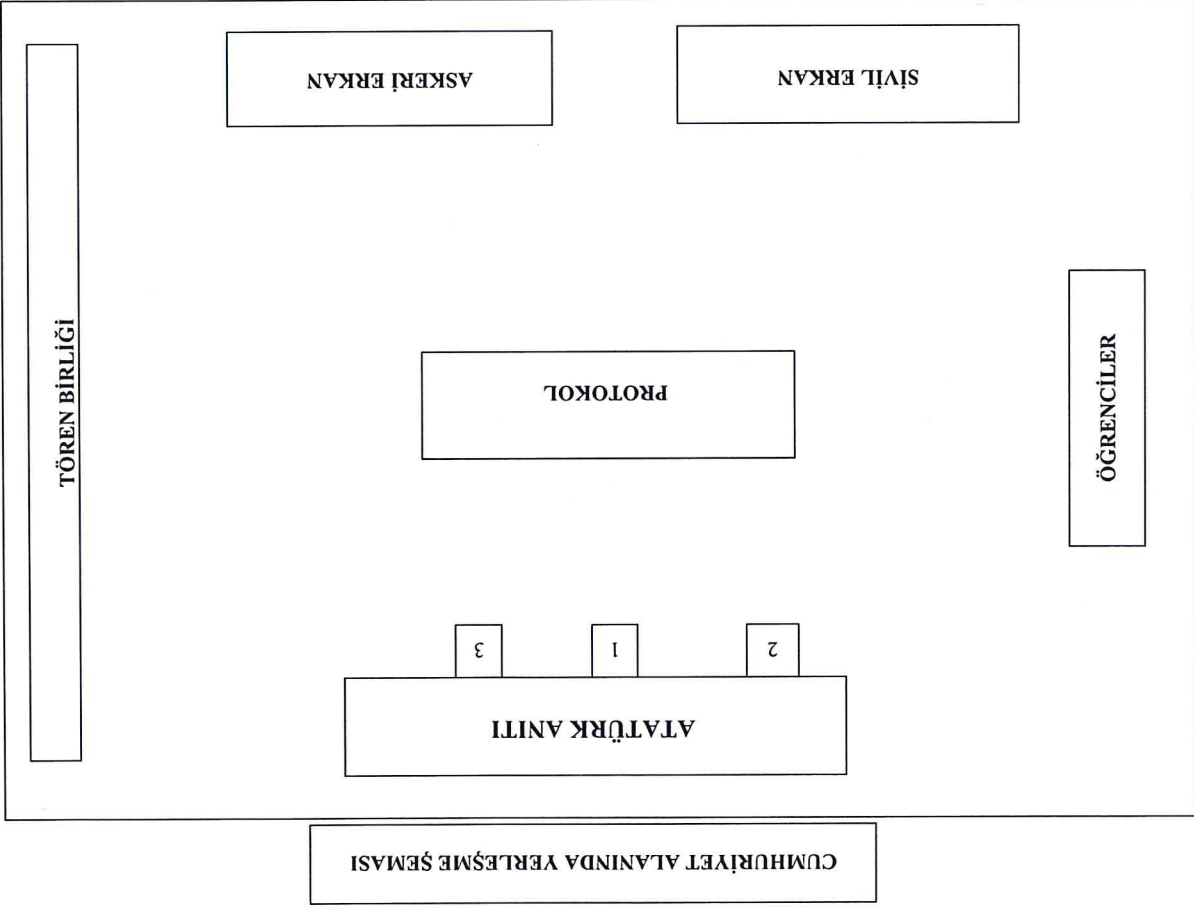 CUMHURİYET ALANINDA YERLEŞME ŞEMASI
ATATÜRK ANITI
2
1
3
ÖĞRENCİLER
PROTOKOL
TÖREN BİRLİĞİ
SİVİL ERKAN
ASKERİ ERKAN